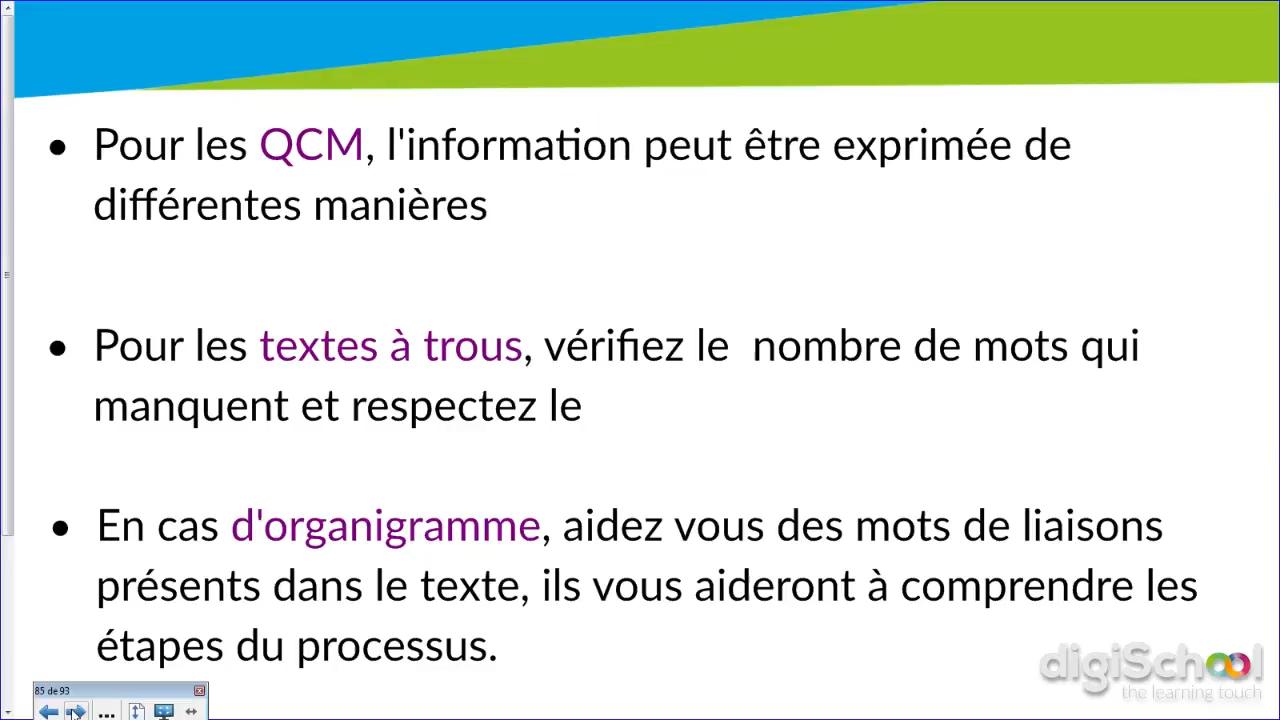 • Pour les QCM, l'information peut être exprimée de
différentes manières
• Pour les textes à trous, vérifiez le nombre de mots qui
manquent et respectez le
• En cas d'organigramme, aidez vous des mots de liaisons
présents dans le texte, ils vous aideront à comprendre les
étapes du processus.
digiSchool
the learning touch
85 de 93